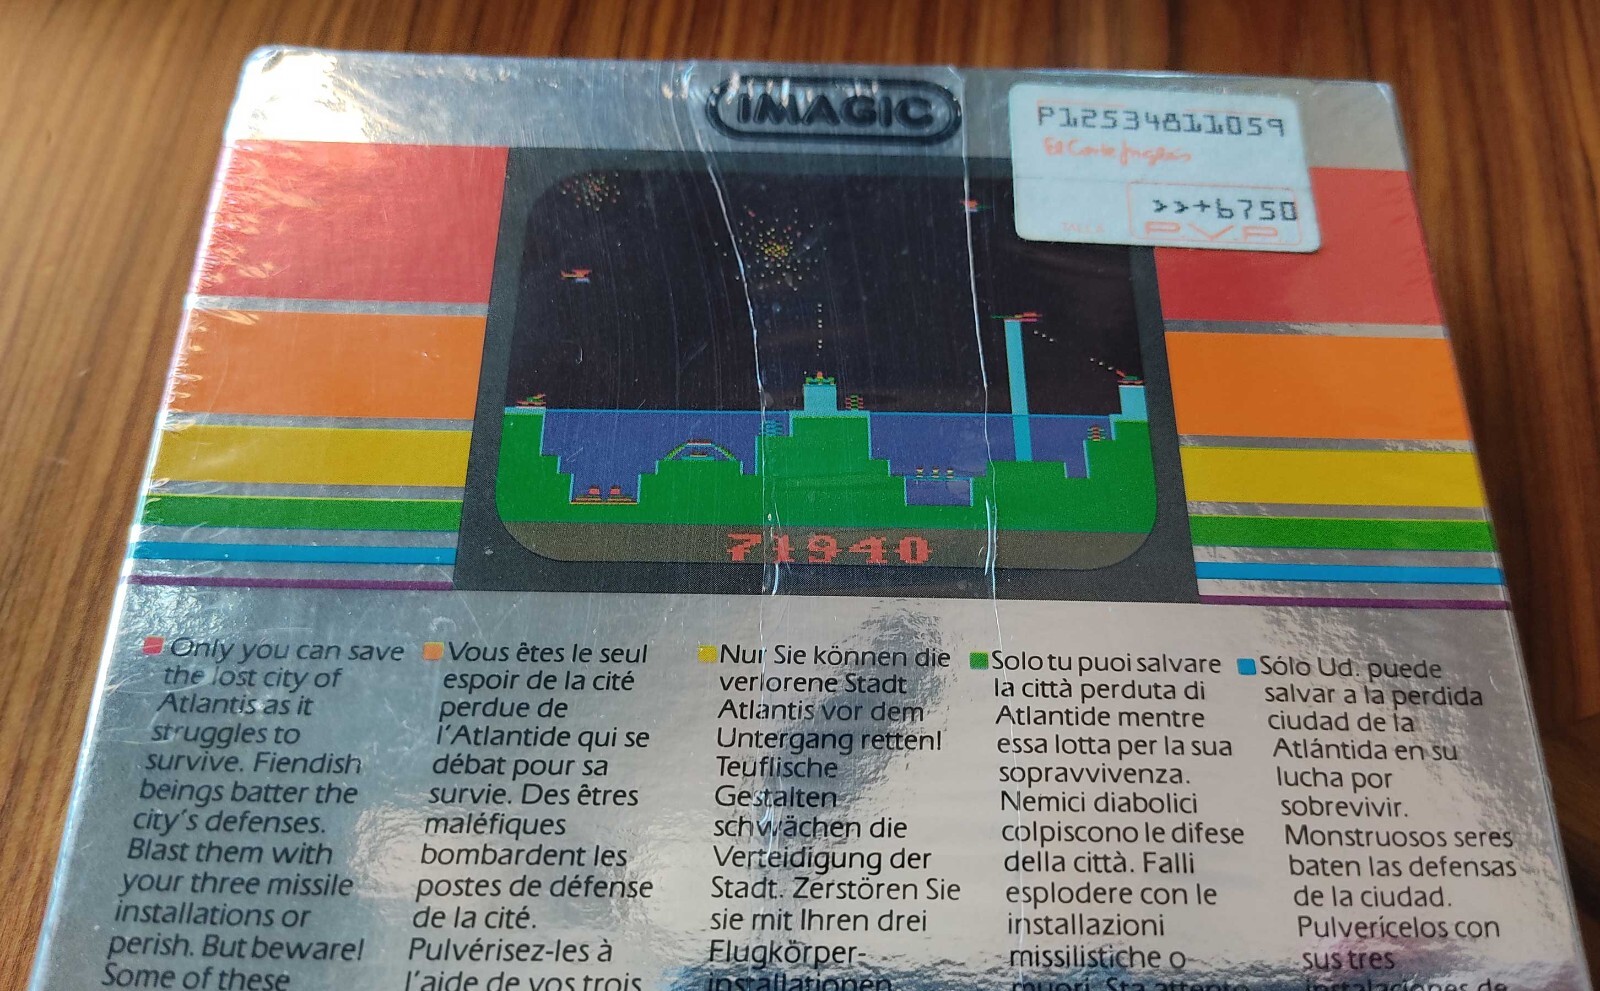 IMAGIC
P12534811059
El Corte Inglés
>>+6750
TALLA
P.V.P.
71940
Only you can save
the lost city of
Atlantis as it
struggles to
survive. Fiendish
beings batter the
city's defenses.
Blast them with
your three missile
installations or
perish. But beware!
Some of these
Vous êtes le seul
espoir de la cité
perdue de
l'Atlantide qui se
débat pour sa
survie. Des êtres
maléfiques
bombardent les
postes de défense
de la cité.
Pulvérisez-les à
l'aide de vos trois
Nur Sie können die
verlorene Stadt
Atlantis vor dem
Untergang retten!
Teuflische
Gestalten
schwächen die
Verteidigung der
Stadt. Zerstören Sie
sie mit Ihren drei
Flugkörper-
installationen
Solo tu puoi salvare
la città perduta di
Atlantide mentre
essa lotta per la sua
sopravvivenza.
Nemici diabolici
colpiscono le difese
della città. Falli
esplodere con le
installazioni
missilistiche o
muori. Sta attento
Sólo Ud. puede
salvar a la perdida
ciudad de la
Atlántida en su
lucha por
sobrevivir.
Monstruosos seres
baten las defensas
de la ciudad.
Pulverícelos con
sus tres
instalaciones de